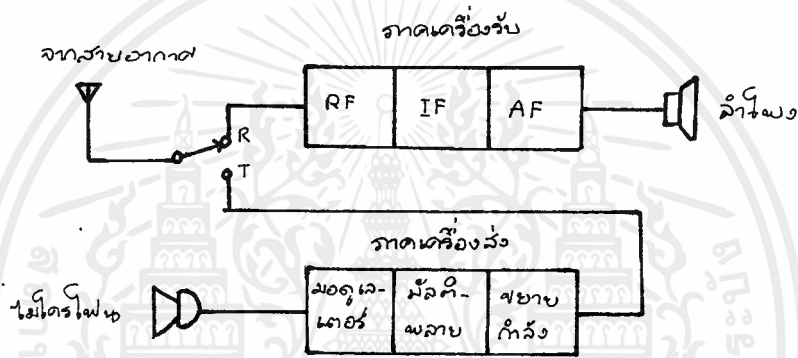 ภาคเครื่องรับ
จากสายอากาศ
RF IF AF
ลำโพง
R
T
ภาคเครื่องส่ง
ไมโครโฟน
มอดูเล- มัลติ- ขยาย
เตอร์ พลาย กำลัง